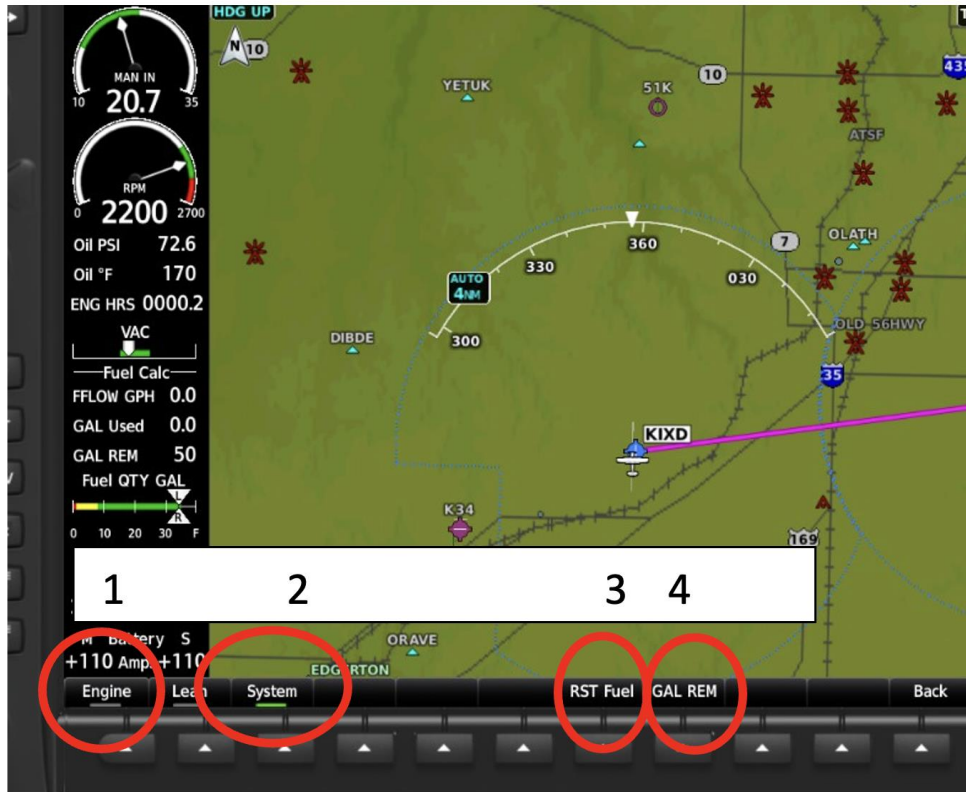 HDG UP
N
10
MAN IN
10
20.7
35
RPM
0
2200
2700
Oil PSI 72.6
Oil °F 170
ENG HRS 0000.2
VAC
Fuel Calc
FFLOW GPH 0.0
GAL Used 0.0
GAL REM 50
Fuel QTY GAL
L
R
0 10 20 30 F
M Battery S
+110 Amps +110
YETUK
51K
10
435
ATSF
7
OLATH
360
330
030
AUTO
4NM
300
DIBDE
OLD 56HWY
35
KIXD
K34
169
1 2 3 4
ORAVE
EDGERTON
Engine Lean System RST Fuel GAL REM Back